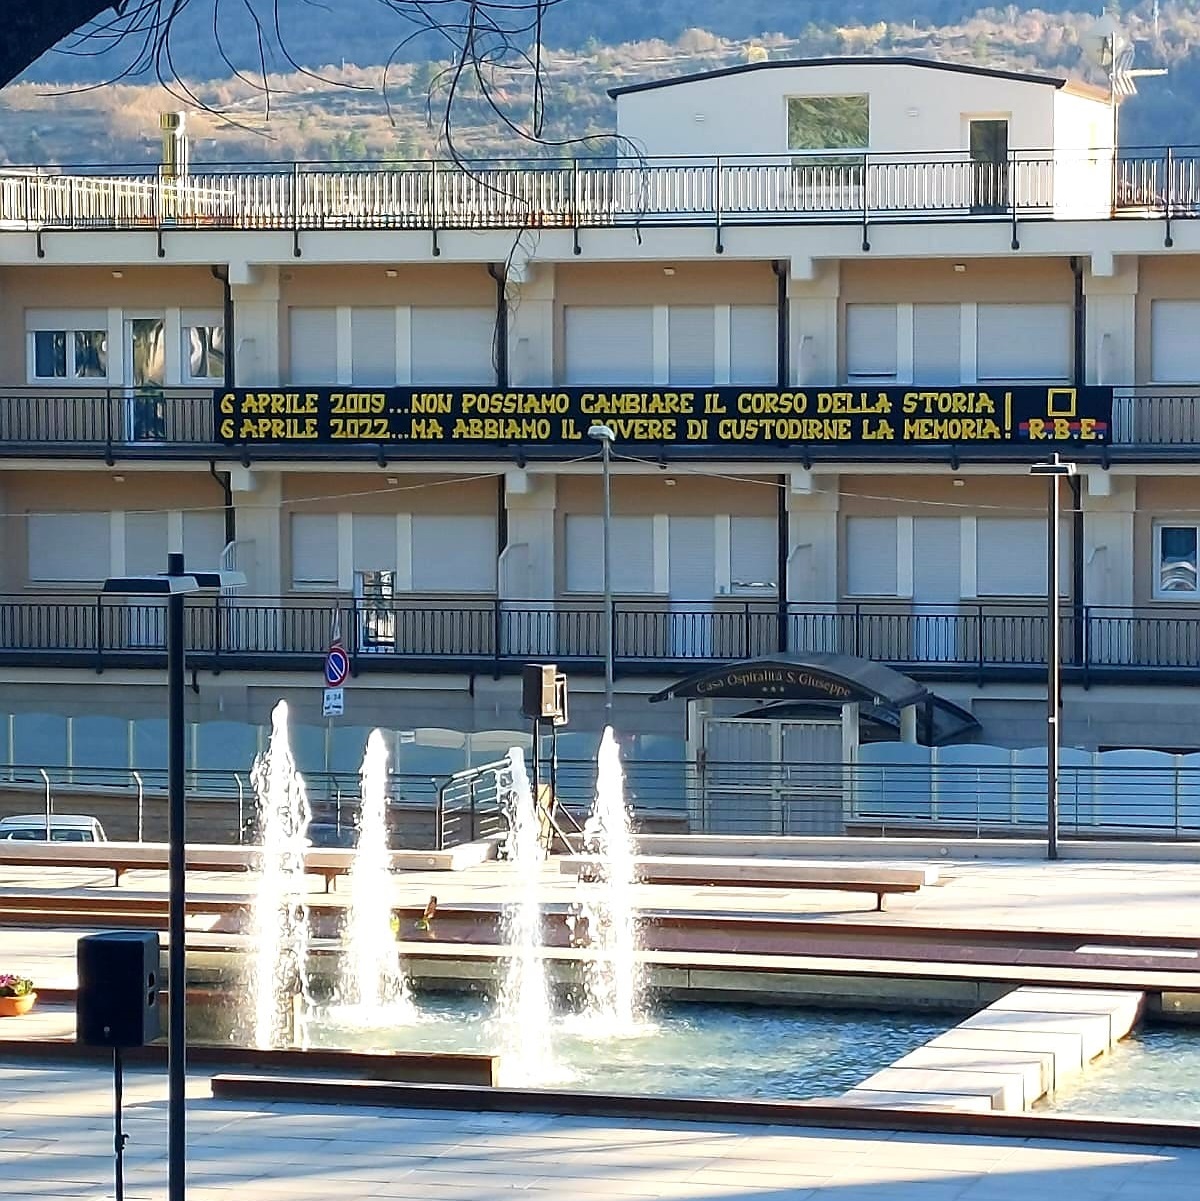 6 APRILE 2009...NON POSSIAMO CAMBIARE IL CORSO DELLA STORIA
6 APRILE 2022...MA ABBIAMO IL DOVERE DI CUSTODIRNE LA MEMORIA!
R.B.E.
Casa Ospitalità S. Giuseppe